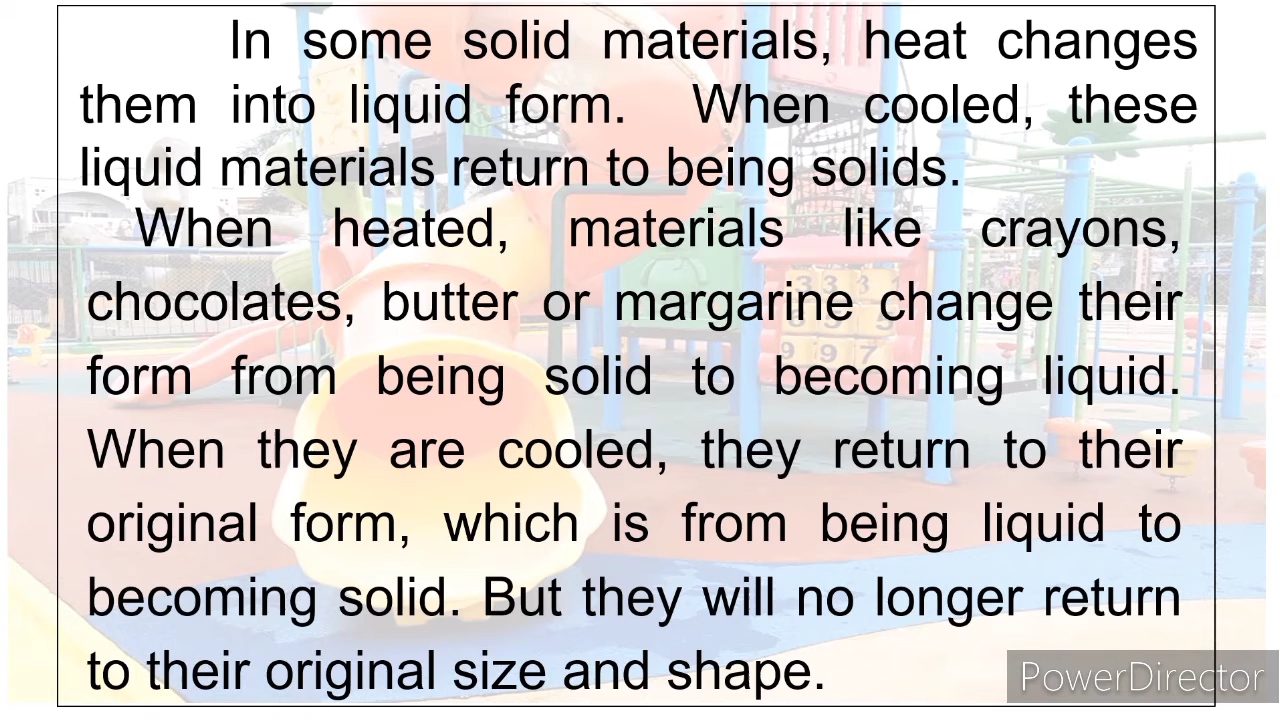 In some solid materials, heat changes
them into liquid form. When cooled, these
liquid materials return to being solids.
When heated, materials like crayons,
chocolates, butter or margarine change their
form from being solid to becoming liquid.
When they are cooled, they return to their
original form, which is from being liquid to
becoming solid. But they will no longer return
to their original size and shape.
PowerDirector